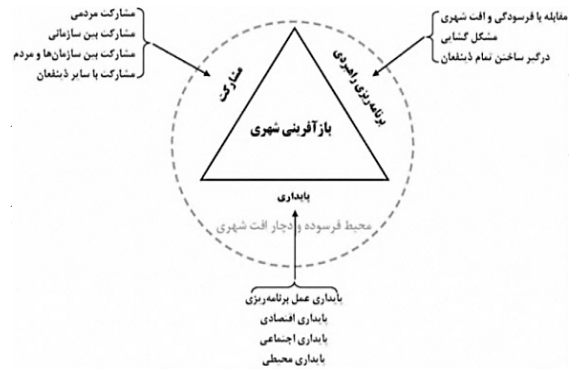 مشارکت مردمی
مشارکت بین سازمانی
مشارکت بین سازمان‌ها و مردم
مشارکت با سایر ذینفعان
مقابله با فرسودگی و افت شهری
مشکل گشایی
درگیر ساختن تمام ذینفعان
مشارکت
برنامه‌ریزی راهبردی
بازآفرینی شهری
پایداری
محیط فرسوده و دچار افت شهری
پایداری عمل برنامه‌ریزی
پایداری اقتصادی
پایداری اجتماعی
پایداری محیطی